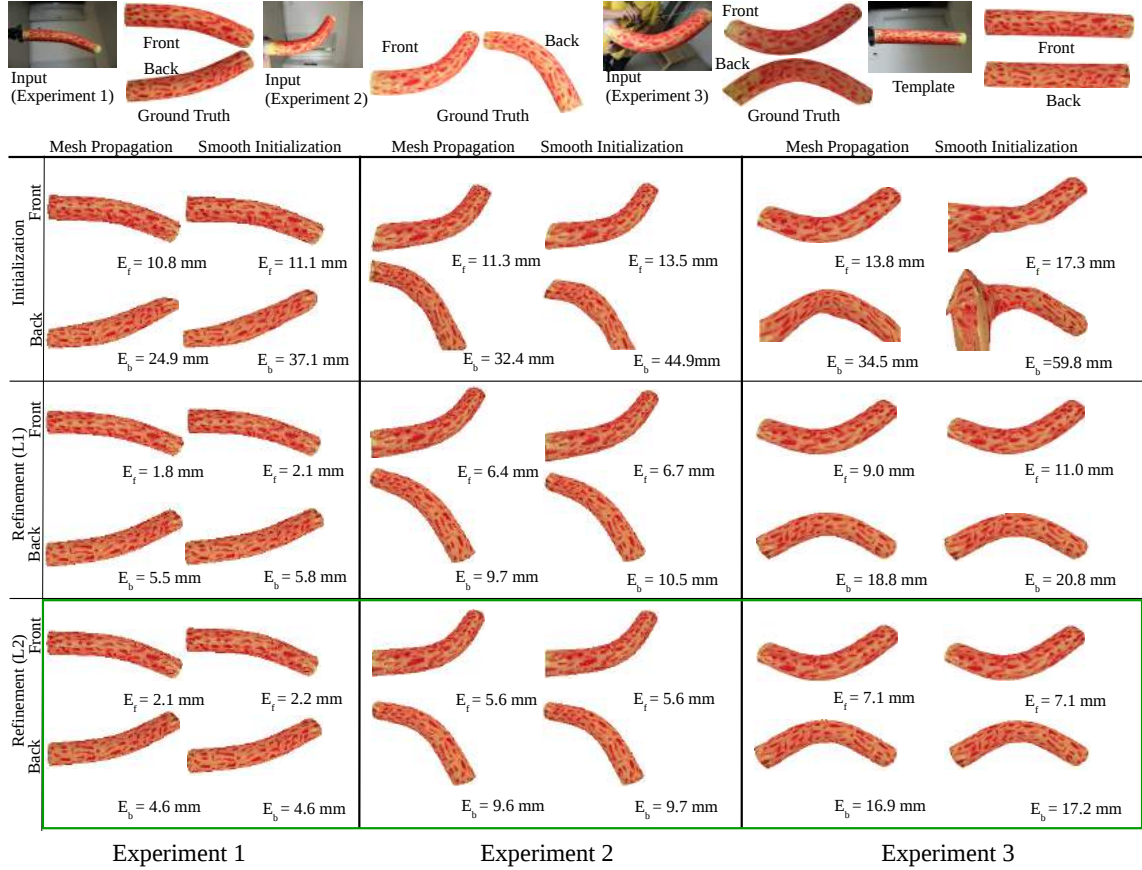 Front
Back
Input
(Experiment 1)
Ground Truth
Input
(Experiment 2)
Front
Back
Ground Truth
Input
(Experiment 3)
Front
Back
Ground Truth
Template
Front
Back
Mesh Propagation Smooth Initialization Mesh Propagation Smooth Initialization Mesh Propagation Smooth Initialization
Initialization
Front
E_f = 10.8 mm E_f = 11.1 mm E_f = 11.3 mm E_f = 13.5 mm E_f = 13.8 mm E_f = 17.3 mm
Back
E_b = 24.9 mm E_b = 37.1 mm E_b = 32.4 mm E_b = 44.9mm E_b = 34.5 mm E_b =59.8 mm
Refinement (L1)
Front
E_f = 1.8 mm E_f = 2.1 mm E_f = 6.4 mm E_f = 6.7 mm E_f = 9.0 mm E_f = 11.0 mm
Back
E_b = 5.5 mm E_b = 5.8 mm E_b = 9.7 mm E_b = 10.5 mm E_b = 18.8 mm E_b = 20.8 mm
Refinement (L2)
Front
E_f = 2.1 mm E_f = 2.2 mm E_f = 5.6 mm E_f = 5.6 mm E_f = 7.1 mm E_f = 7.1 mm
Back
E_b = 4.6 mm E_b = 4.6 mm E_b = 9.6 mm E_b = 9.7 mm E_b = 16.9 mm E_b = 17.2 mm
Experiment 1 Experiment 2 Experiment 3